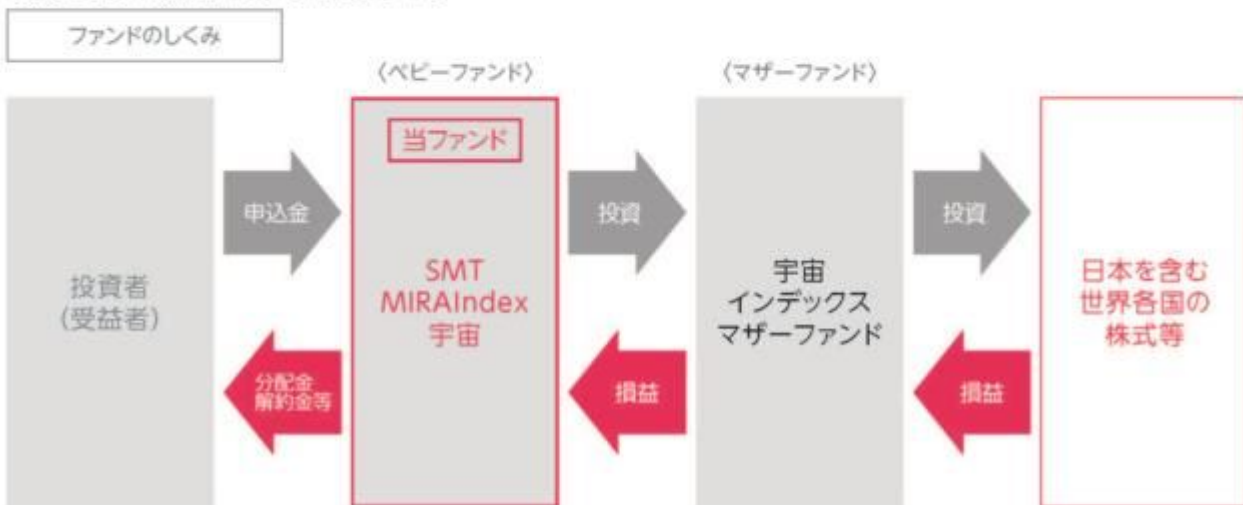 ファンドのしくみ
〈ベビーファンド〉
〈マザーファンド〉
投資者
(受益者)
申込金
分配金
解約金等
当ファンド
SMT
MIRAIndex
宇宙
投資
損益
宇宙
インデックス
マザーファンド
投資
損益
日本を含む
世界各国の
株式等